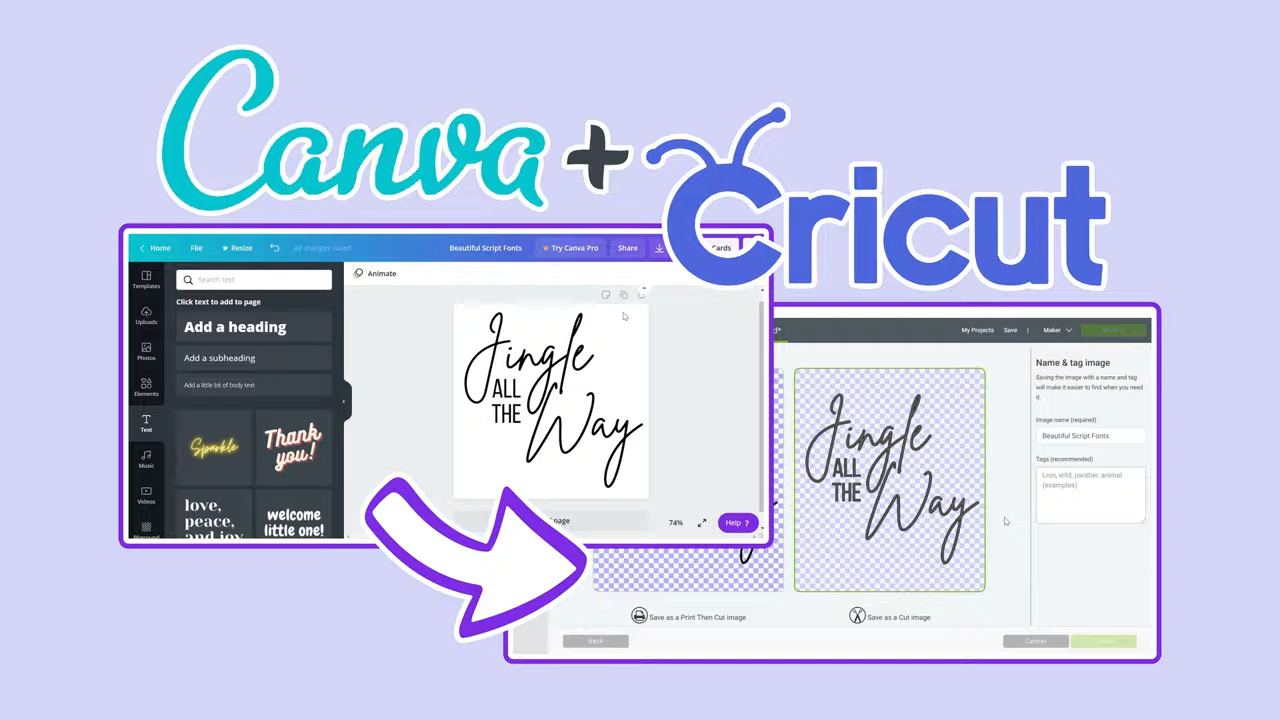 Canva + Cricut
Home File Resize All changes saved Beautiful Script Fonts Try Canva Pro Share Cards
Animate
Templates
Uploads
Photos
Elements
Text
Music
Videos
Search text
Click text to add to page
Add a heading
Add a subheading
Add a little bit of body text
Sparkle
Thank
you!
love,
peace,
and joy
welcome
little one!
Jingle
ALL
THE
Way
page
74%
Help ?
My Projects Save | Maker
Jingle
ALL
THE
Way
Name & tag image
Saving the image with a name and tag
will make it easier to find when you need
it.
Image name (required)
Beautiful Script Fonts
Tags (recommended)
Lion, wild, panther, animal
(examples)
Save as a Print Then Cut image
Save as a Cut image
Back
Cancel